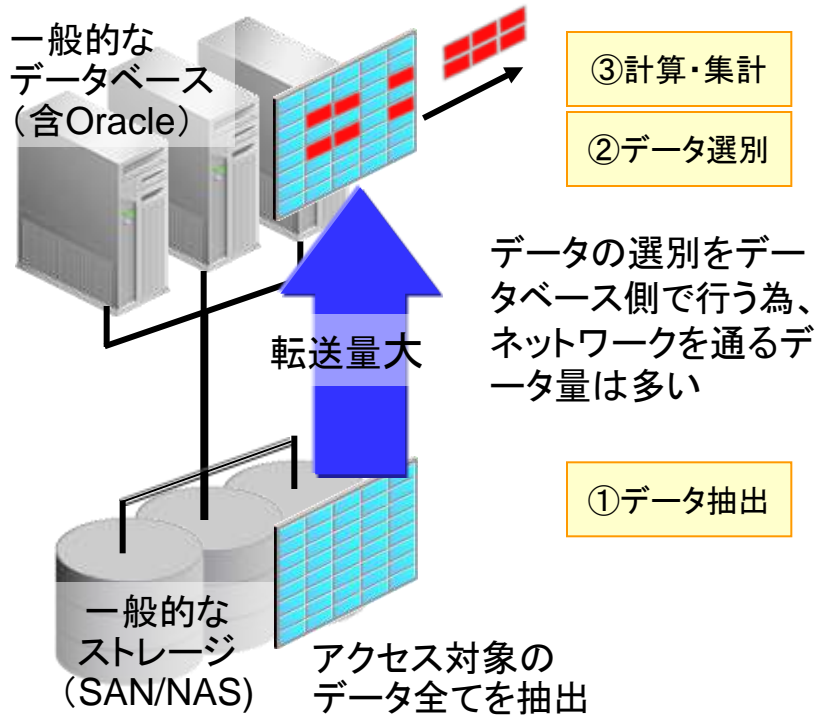 一般的な
データベース
（含Oracle）
③計算・集計
②データ選別
データの選別をデー
タベース側で行う為、
ネットワークを通るデ
ータ量は多い
転送量大
①データ抽出
一般的な
ストレージ
（SAN/NAS)
アクセス対象の
データ全てを抽出